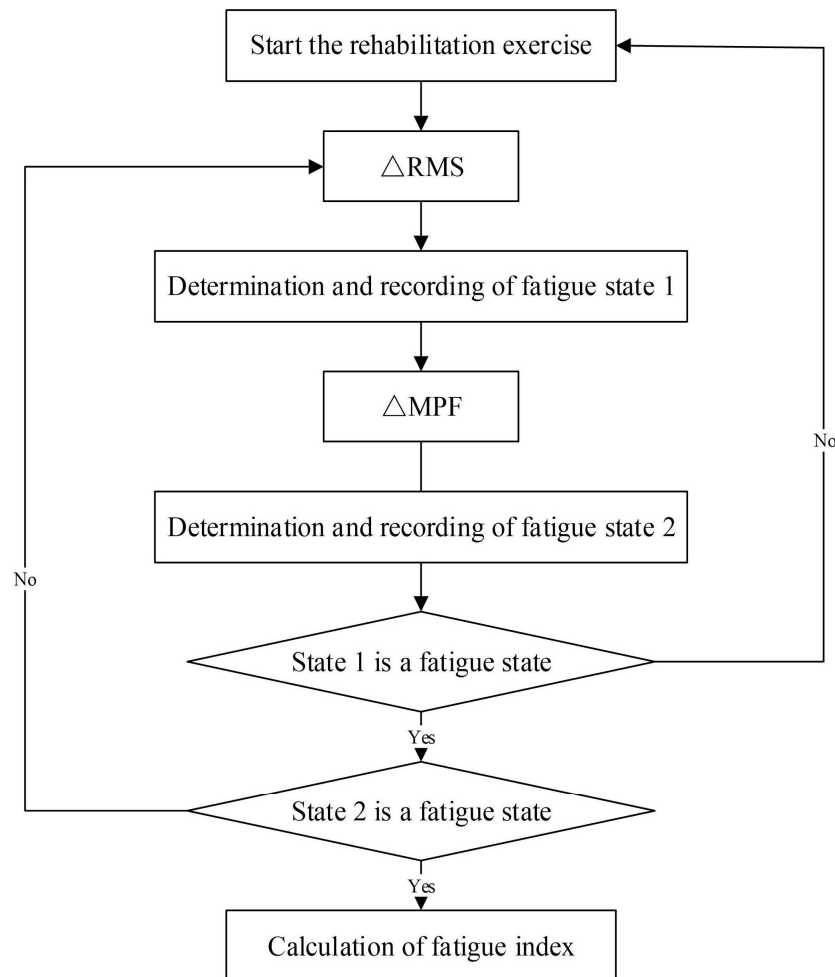 Start the rehabilitation exercise
△RMS
Determination and recording of fatigue state 1
△MPF
No
Determination and recording of fatigue state 2
No
State 1 is a fatigue state
Yes
State 2 is a fatigue state
Yes
Calculation of fatigue index